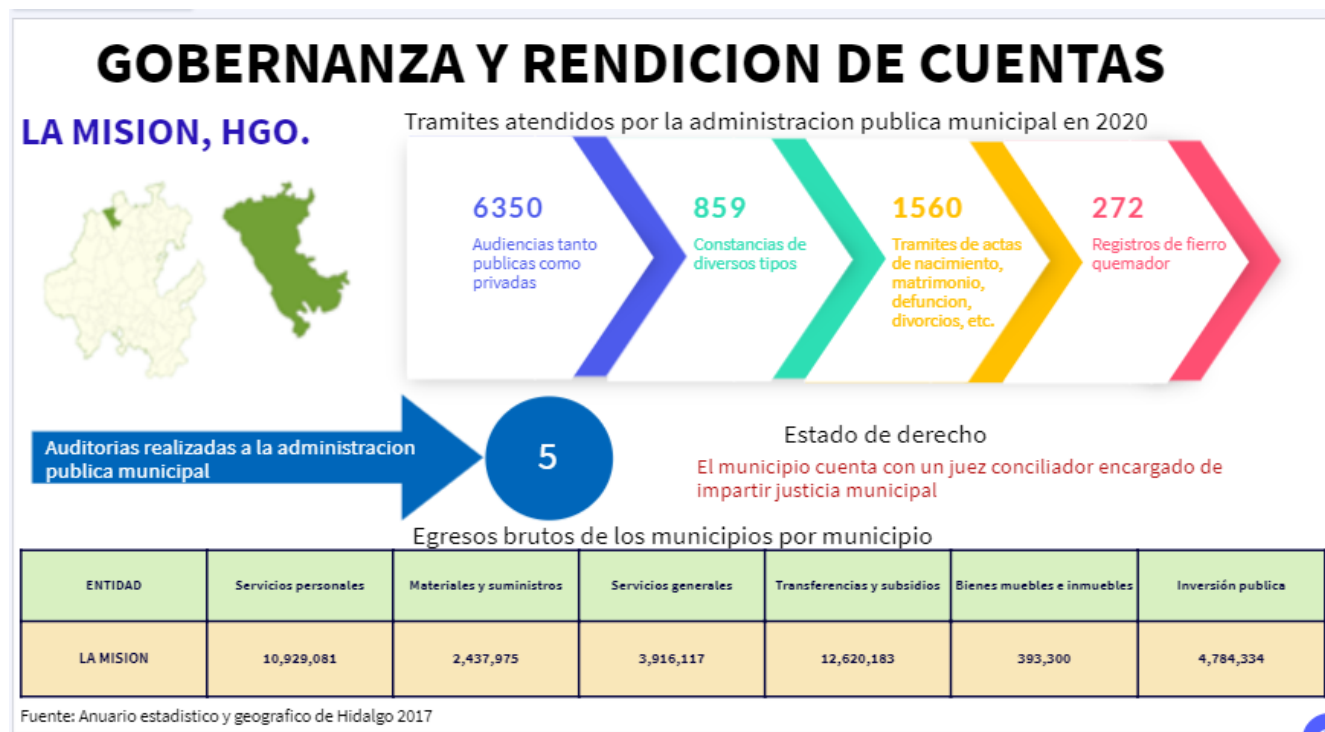 GOBERNANZA Y RENDICION DE CUENTAS
LA MISION, HGO.
Tramites atendidos por la administracion publica municipal en 2020
6350
Audiencias tanto
publicas como
privadas
859
Constancias de
diversos tipos
1560
Tramites de actas
de nacimiento,
matrimonio,
defuncion,
divorcios, etc.
272
Registros de fierro
quemador
Auditorias realizadas a la administracion
publica municipal
5
Estado de derecho
El municipio cuenta con un juez conciliador encargado de
impartir justicia municipal
Egresos brutos de los municipios por municipio
ENTIDAD Servicios personales Materiales y suministros Servicios generales Transferencias y subsidios Bienes muebles e inmuebles Inversión publica
LA MISION 10,929,081 2,437,975 3,916,117 12,620,183 393,300 4,784,334
Fuente: Anuario estadistico y geografico de Hidalgo 2017